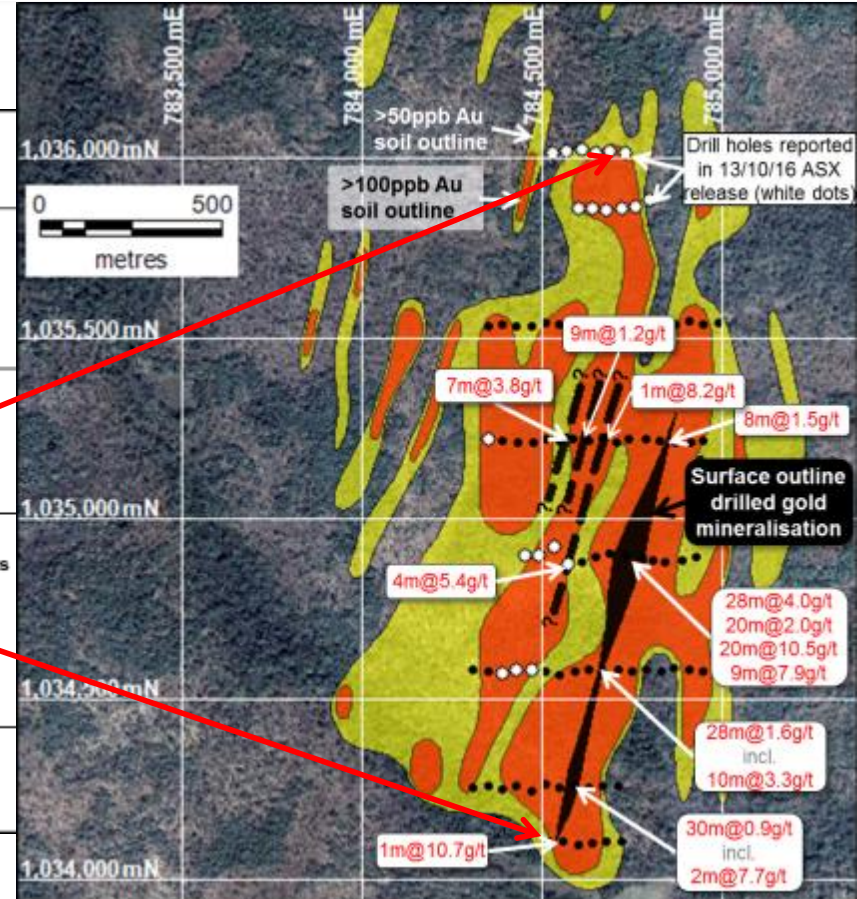 783,500 mE
784,000 mE
784,500 mE
785,000 mE
>50ppb Au
soil outline
1,036,000 mN
Drill holes reported
in 13/10/16 ASX
release (white dots)
>100ppb Au
soil outline
0 500
metres
1,035,500 mN
9m@1.2g/t
7m@3.8g/t
1m@8.2g/t
8m@1.5g/t
?
?
?
Surface outline
drilled gold
mineralisation
?
?
1,035,000 mN
s
4m@5.4g/t
28m@4.0g/t
20m@2.0g/t
20m@10.5g/t
9m@7.9g/t
?
1,034,500 mN
28m@1.6g/t
incl.
10m@3.3g/t
30m@0.9g/t
incl.
2m@7.7g/t
1m@10.7g/t
1,034,000 mN